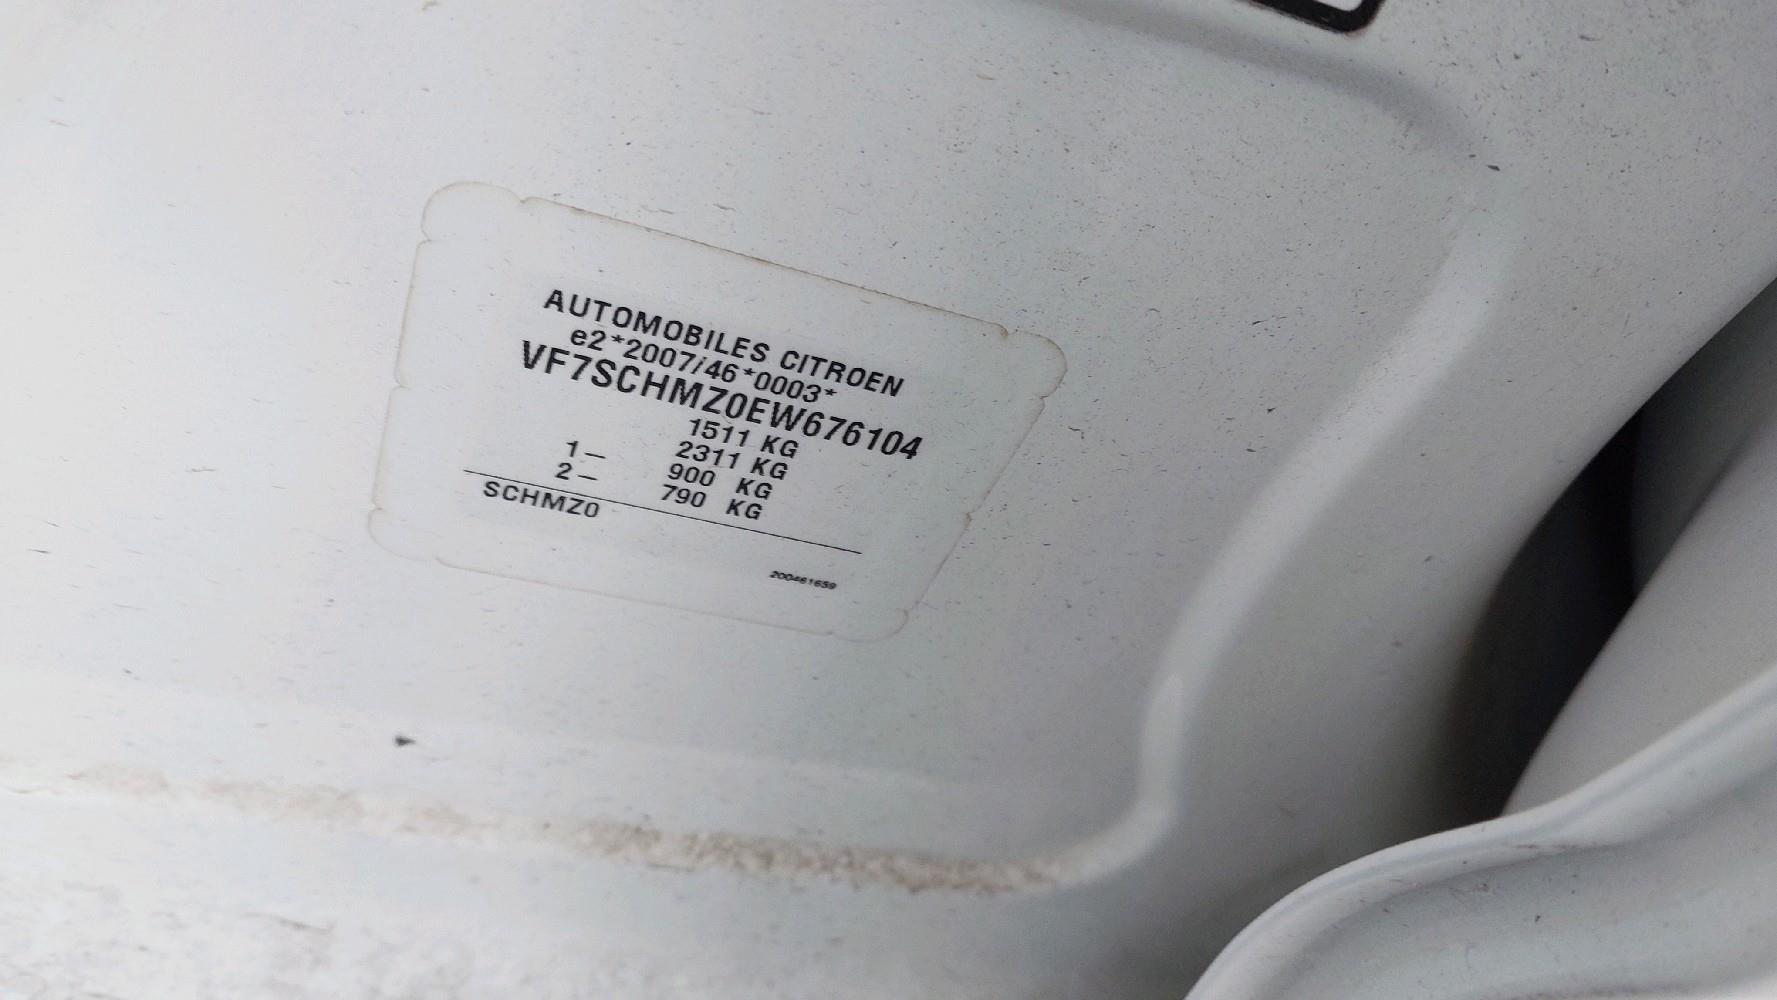 AUTOMOBILES CITROEN
e2*2007/46*0003*
VF7SCHMZ0EW676104
1511 KG
2311 KG
1- 900 KG
2- 790 KG
SCHMZ0
200461659